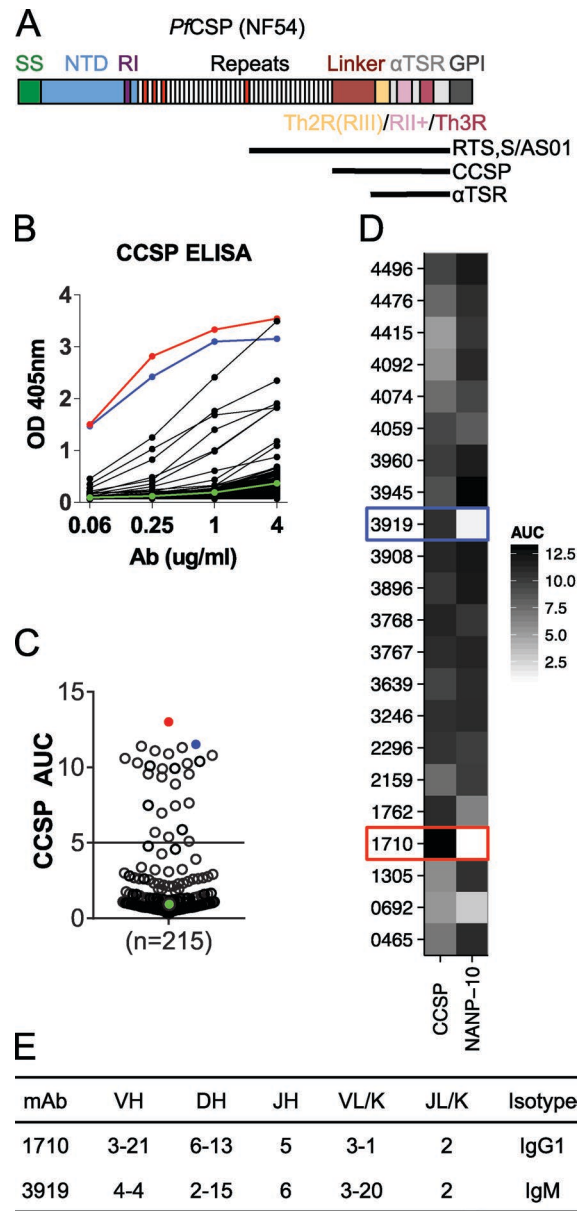 A
PfCSP (NF54)
SS NTD RI Repeats Linker αTSR GPI
Th2R(RIII)/RII+/Th3R
RTS,S/AS01
CCSP
αTSR
B
CCSP ELISA
OD 405nm
4
3
2
1
0
0.06 0.25 1 4
Ab (ug/ml)
C
CCSP AUC
15
10
5
0
(n=215)
D
4496
4476
4415
4092
4074
4059
3960
3945
3919
3908
3896
3768
3767
3639
3246
2296
2159
1762
1710
1305
0692
0465
CCSP
NANP-10
AUC
12.5
10.0
7.5
5.0
2.5
E
mAb VH DH JH VL/K JL/K Isotype
1710 3-21 6-13 5 3-1 2 IgG1
3919 4-4 2-15 6 3-20 2 IgM